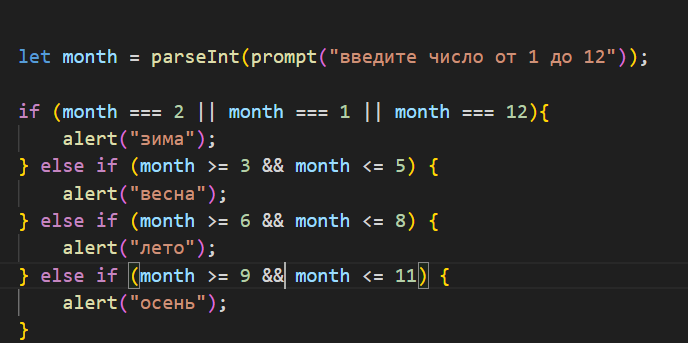 let month = parseInt(prompt("введите число от 1 до 12"));
if (month === 2 || month === 1 || month === 12){
alert("зима");
} else if (month >= 3 && month <= 5) {
alert("весна");
} else if (month >= 6 && month <= 8) {
alert("лето");
} else if (month >= 9 && month <= 11) {
alert("осень");
}